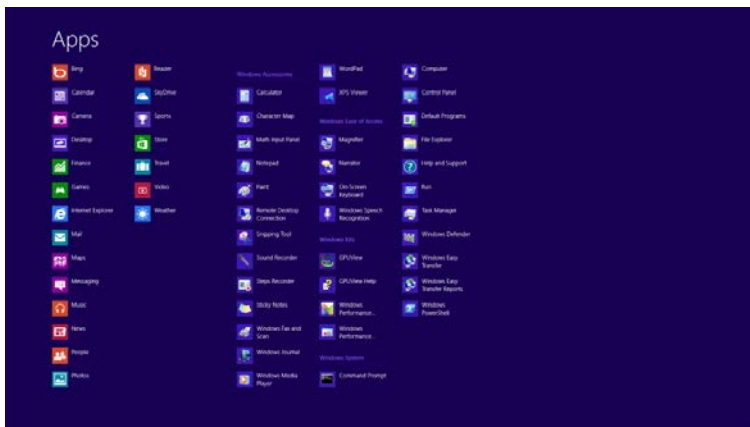 Apps
Bing
Calendar
Camera
Desktop
Finance
Games
Internet Explorer
Mail
Maps
Messaging
Music
News
People
Photos
Reader
SkyDrive
Sports
Store
Travel
Video
Weather
Windows Accessories
Calculator
Character Map
Math Input Panel
Notepad
Paint
Remote Desktop
Connection
Snipping Tool
Sound Recorder
Steps Recorder
Sticky Notes
Windows Fax and
Scan
Windows Journal
Windows Media
Player
WordPad
XPS Viewer
Windows Ease of Access
Magnifier
Narrator
On-Screen
Keyboard
Windows Speech
Recognition
Windows Kits
GPUView
GPUView Help
Windows
Performance...
Windows
Performance...
Windows System
Command Prompt
Computer
Control Panel
Default Programs
File Explorer
Help and Support
Run
Task Manager
Windows Defender
Windows Easy
Transfer
Windows Easy
Transfer Reports
Windows
PowerShell